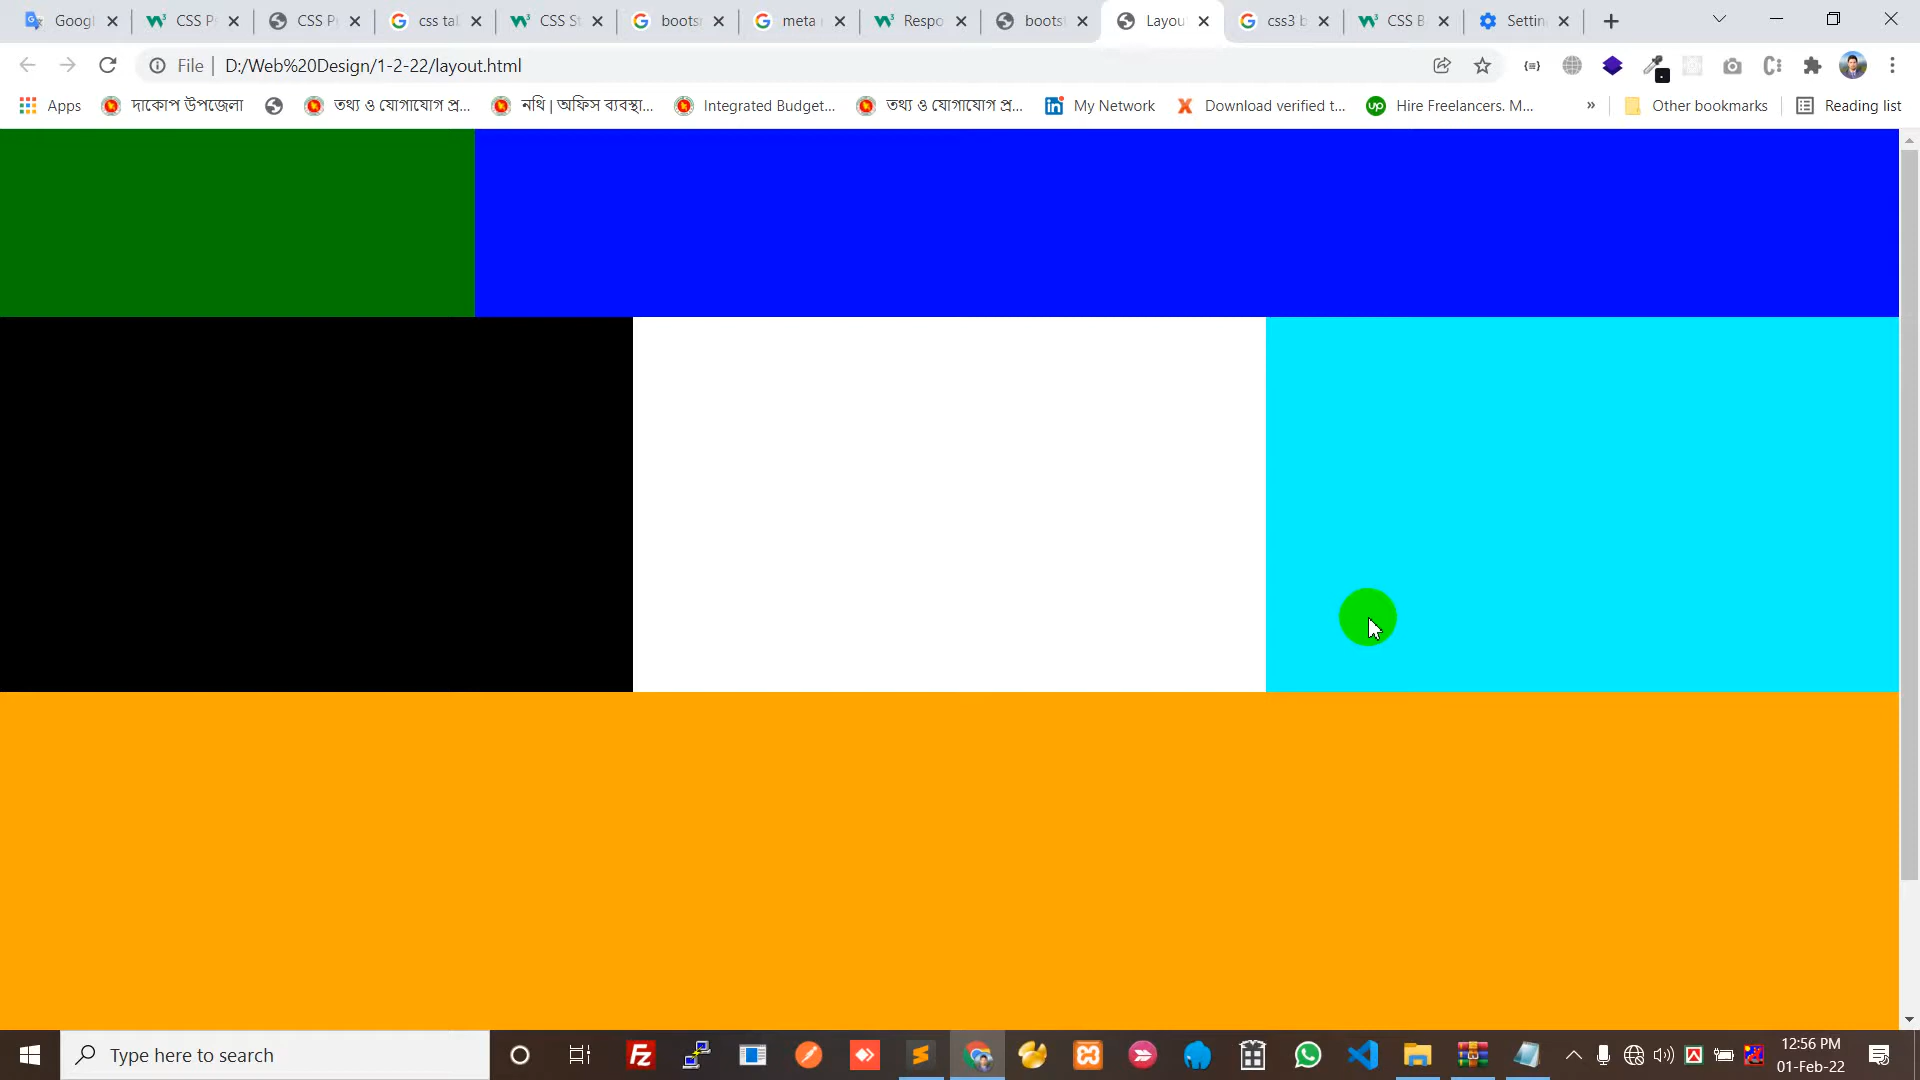 Googl CSS P CSS P css tal CSS St boots meta Respo boots Layou css3 b CSS B Settin
File D:/Web%20Design/1-2-22/layout.html
Apps দাকোপ উপজেলা তথ্য ও যোগাযোগ প্র... নথি | অফিস ব্যবস্থা... Integrated Budget... তথ্য ও যোগাযোগ প্র... My Network Download verified t... Hire Freelancers. M... » Other bookmarks Reading list
Type here to search
12:56 PM
01-Feb-22